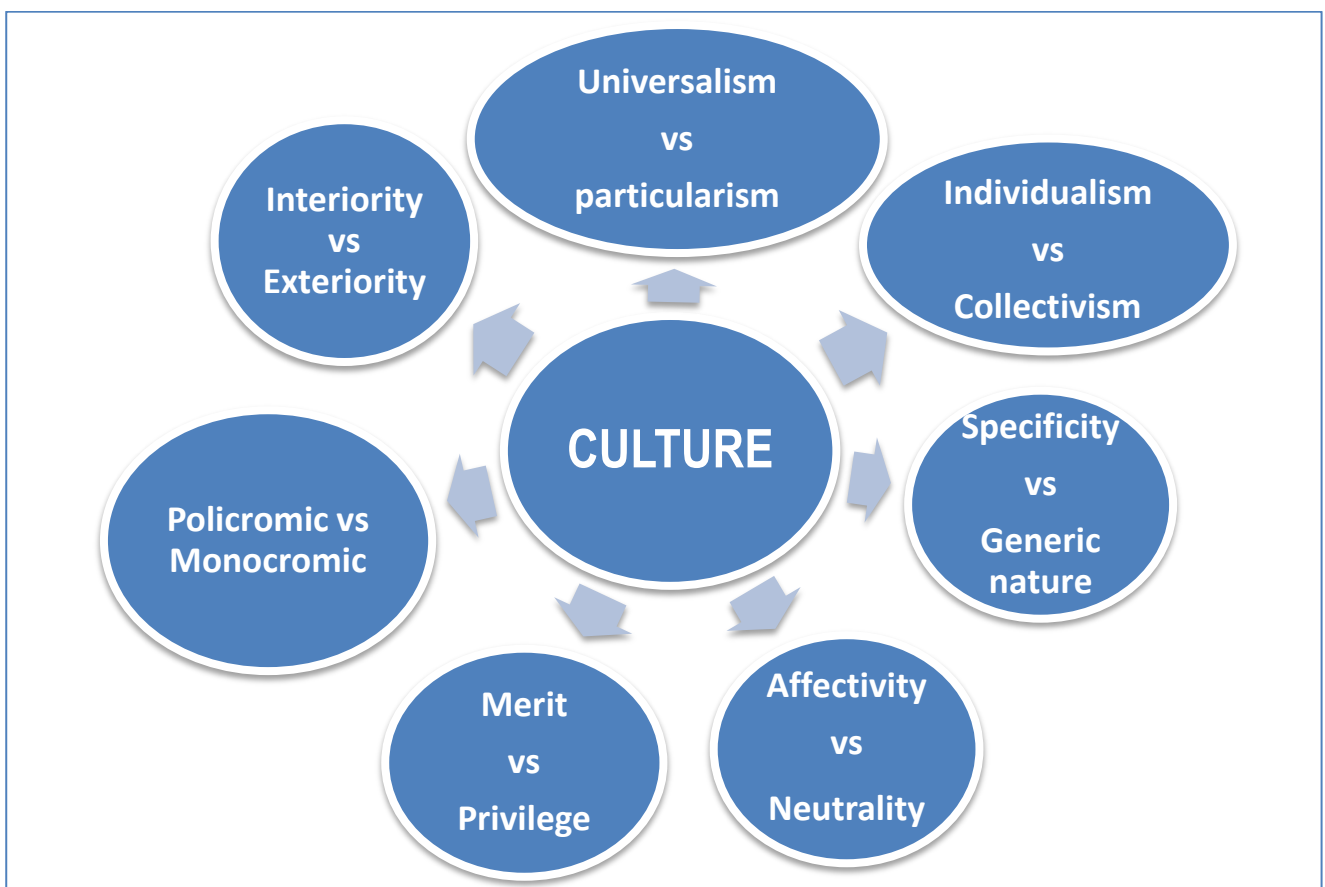 Universalism
vs
particularism
Individualism
vs
Collectivism
Specificity
vs
Generic
nature
Affectivity
vs
Neutrality
Merit
vs
Privilege
Policromic vs
Monocromic
Interiority
vs
Exteriority
CULTURE